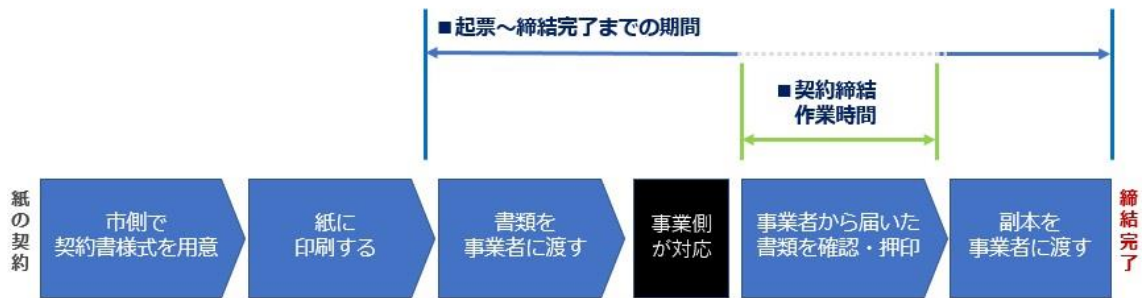 ■起票～締結完了までの期間
■契約締結
作業時間
紙の契約
市側で
契約書様式を用意
紙に
印刷する
書類を
事業者に渡す
事業側
が対応
事業者から届いた
書類を確認・押印
副本を
事業者に渡す
締結完了